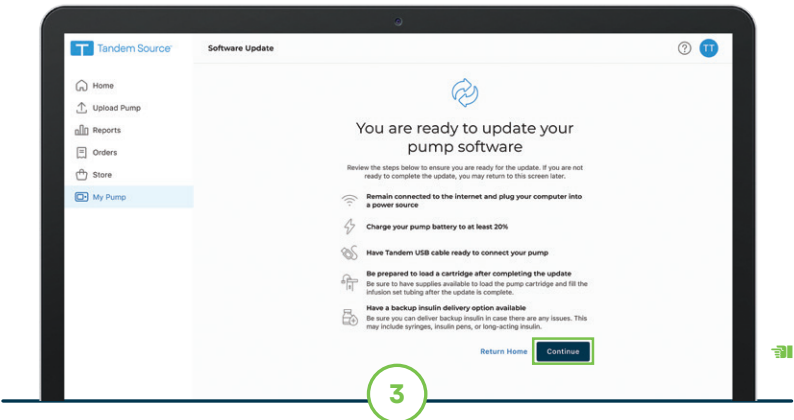 Tandem Source
Software Update
TT
Home
Upload Pump
Reports
Orders
Store
My Pump
You are ready to update your
pump software
Review the steps below to ensure you are ready for the update. If you are not
ready to complete the update, you may return to this screen later.
Remain connected to the internet and plug your computer into
a power source
Charge your pump battery to at least 20%
Have Tandem USB cable ready to connect your pump
Be prepared to load a cartridge after completing the update
Be sure to have supplies available to load the pump cartridge and fill the
infusion set tubing after the update is complete.
Have a backup insulin delivery option available
Be sure you can deliver backup insulin in case there are any issues. This
may include syringes, insulin pens, or long-acting insulin.
Return Home
Continue
3